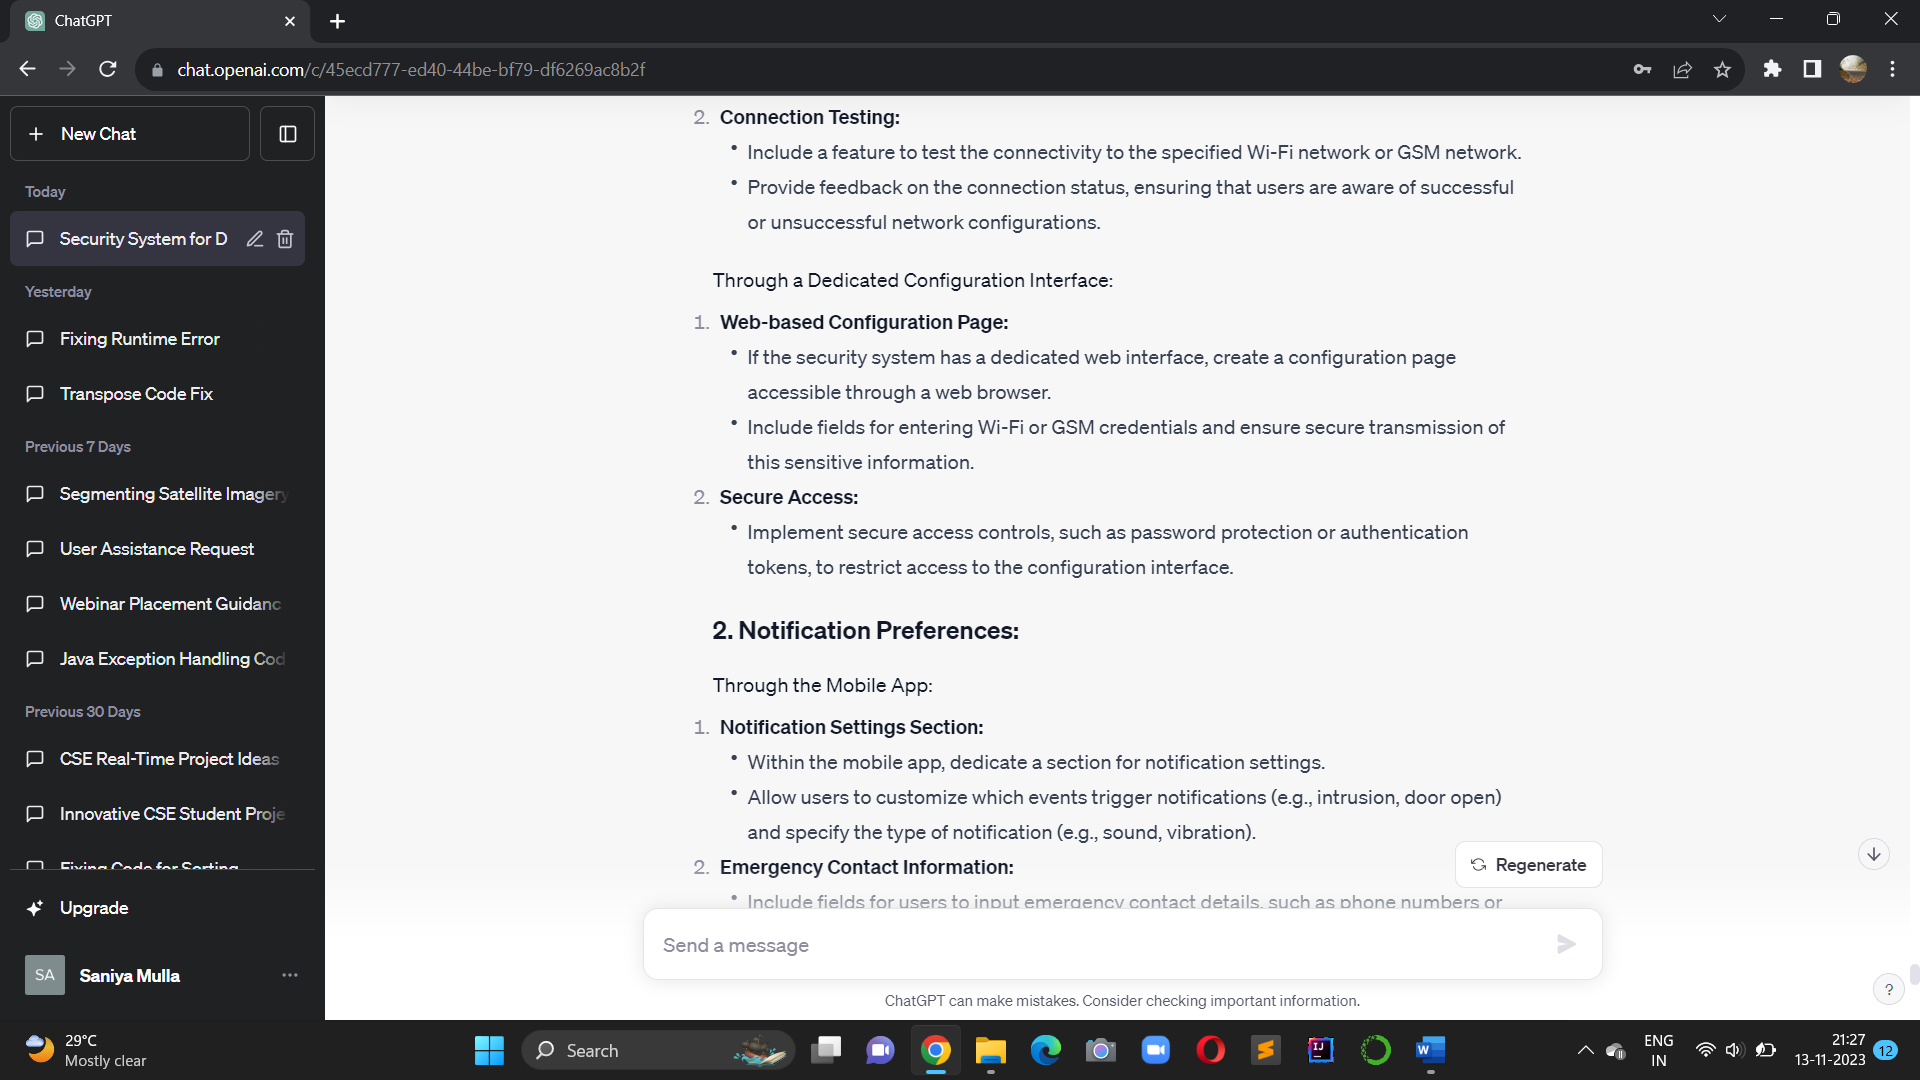 ChatGPT
chat.openai.com/c/45ecd777-ed40-44be-bf79-df6269ac8b2f
New Chat
Today
Security System for D
Yesterday
Fixing Runtime Error
Transpose Code Fix
Previous 7 Days
Segmenting Satellite Imagery
User Assistance Request
Webinar Placement Guidanc
Java Exception Handling Cod
Previous 30 Days
CSE Real-Time Project Ideas
Innovative CSE Student Proje
Fixing Code for Sorting
Upgrade
SA Saniya Mulla
2. Connection Testing:
• Include a feature to test the connectivity to the specified Wi-Fi network or GSM network.
• Provide feedback on the connection status, ensuring that users are aware of successful
or unsuccessful network configurations.
Through a Dedicated Configuration Interface:
1. Web-based Configuration Page:
• If the security system has a dedicated web interface, create a configuration page
accessible through a web browser.
• Include fields for entering Wi-Fi or GSM credentials and ensure secure transmission of
this sensitive information.
2. Secure Access:
• Implement secure access controls, such as password protection or authentication
tokens, to restrict access to the configuration interface.
2. Notification Preferences:
Through the Mobile App:
1. Notification Settings Section:
• Within the mobile app, dedicate a section for notification settings.
• Allow users to customize which events trigger notifications (e.g., intrusion, door open)
and specify the type of notification (e.g., sound, vibration).
2. Emergency Contact Information:
• Include fields for users to input emergency contact details, such as phone numbers or
Regenerate
Send a message
ChatGPT can make mistakes. Consider checking important information.
?
29°C
Mostly clear
Search
IJ
W
ENG
IN
21:27
13-11-2023
12